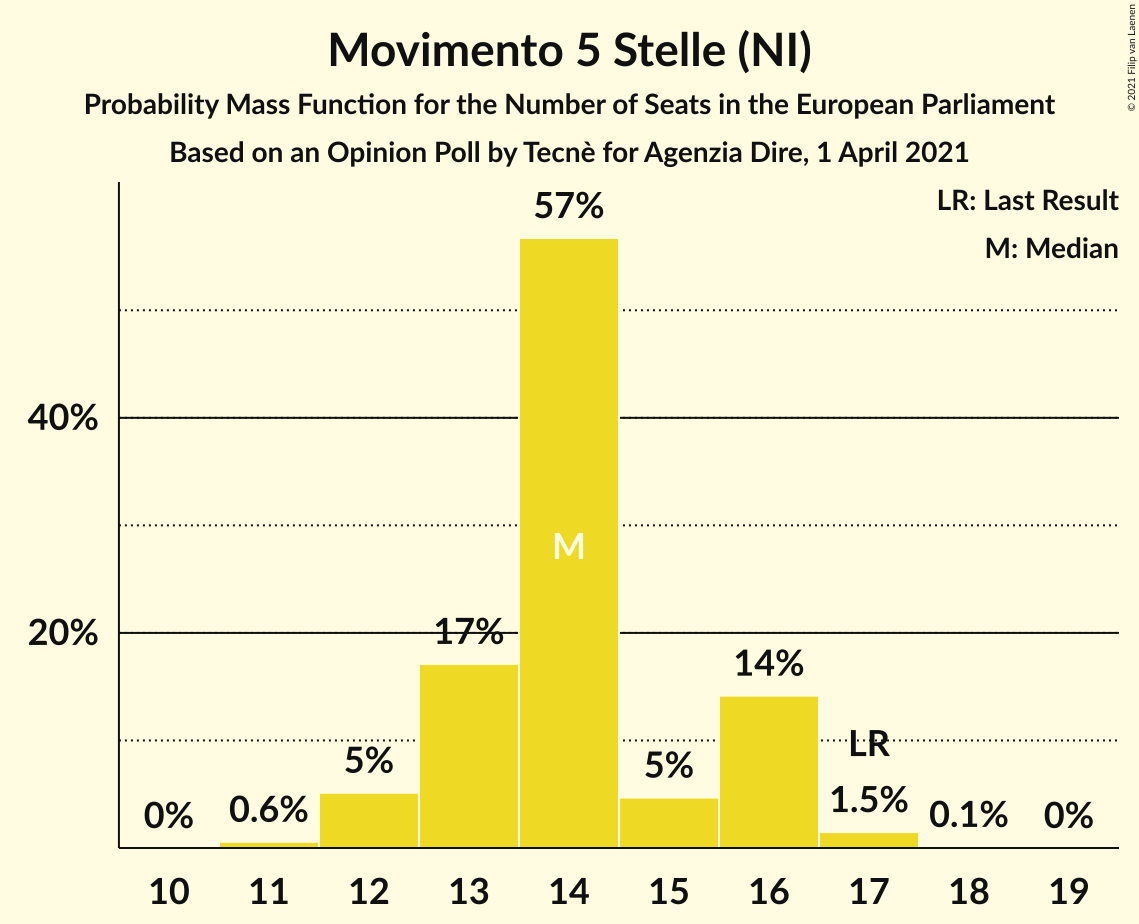 Movimento 5 Stelle (NI)
Probability Mass Function for the Number of Seats in the European Parliament
Based on an Opinion Poll by Tecnè for Agenzia Dire, 1 April 2021
© 2021 Filip van Laenen
LR: Last Result
M: Median
57%
40%
M
20%
17%
14%
LR
5%
5%
1.5%
0%
0.6%
0.1%
0%
10 11 12 13 14 15 16 17 18 19